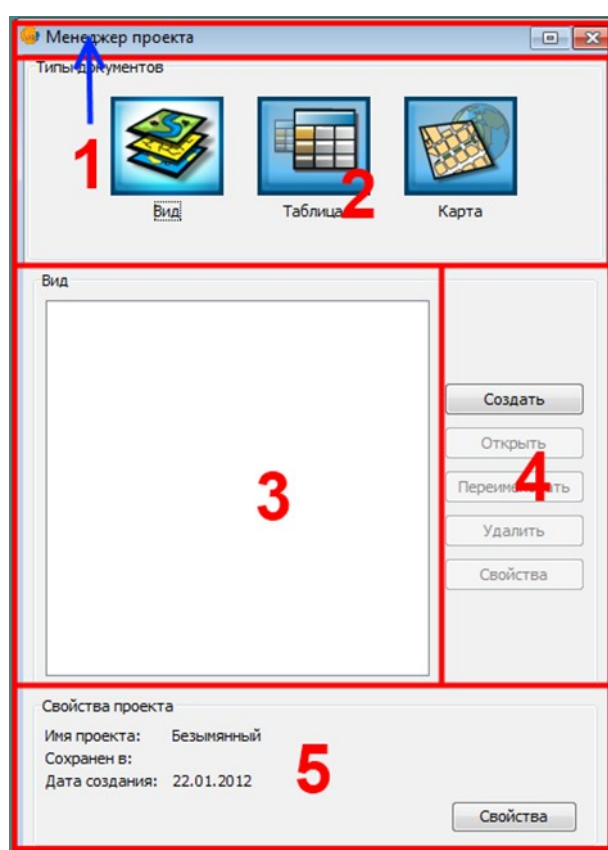 Менеджер проекта
Типы документов
1
2
Вид
Таблица
Карта
Вид
3
Создать
Открыть
Переименовать
4
Удалить
Свойства
Свойства проекта
Имя проекта: Безымянный
Сохранен в:
Дата создания: 22.01.2012
5
Свойства